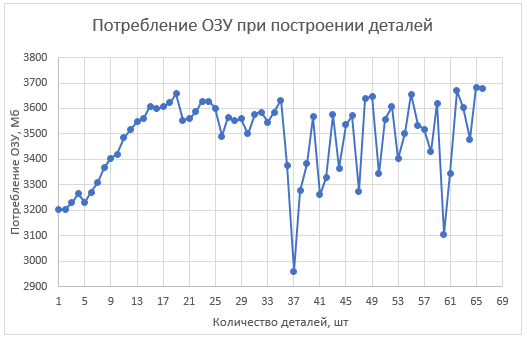 Потребление ОЗУ при построении деталей
Потребление ОЗУ, Мб
3800
3700
3600
3500
3400
3300
3200
3100
3000
2900
1 5 9 13 17 21 25 29 33 37 41 45 49 53 57 61 65 69
Количество деталей, шт